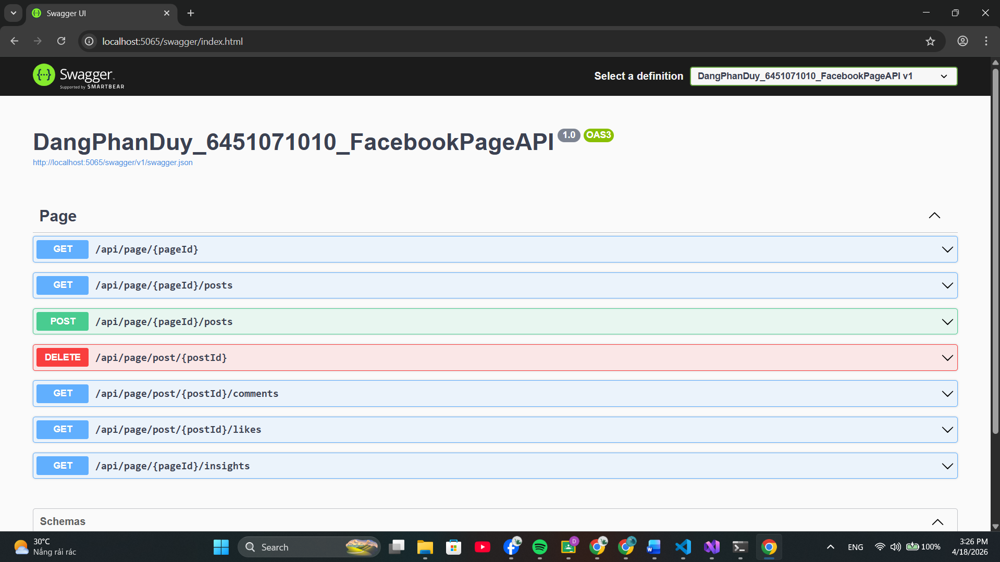 Swagger UI
localhost:5065/swagger/index.html
Swagger.
Supported by SMARTBEAR
Select a definition
DangPhanDuy_6451071010_FacebookPageAPI v1
DangPhanDuy_6451071010_FacebookPageAPI 1.0 OAS3
http://localhost:5065/swagger/v1/swagger.json
Page
GET /api/page/{pageId}
GET /api/page/{pageId}/posts
POST /api/page/{pageId}/posts
DELETE /api/page/post/{postId}
GET /api/page/post/{postId}/comments
GET /api/page/post/{postId}/likes
GET /api/page/{pageId}/insights
Schemas
30°C
Nắng rải rác
Search
D
W
ENG
100%
3:26 PM
4/18/2026